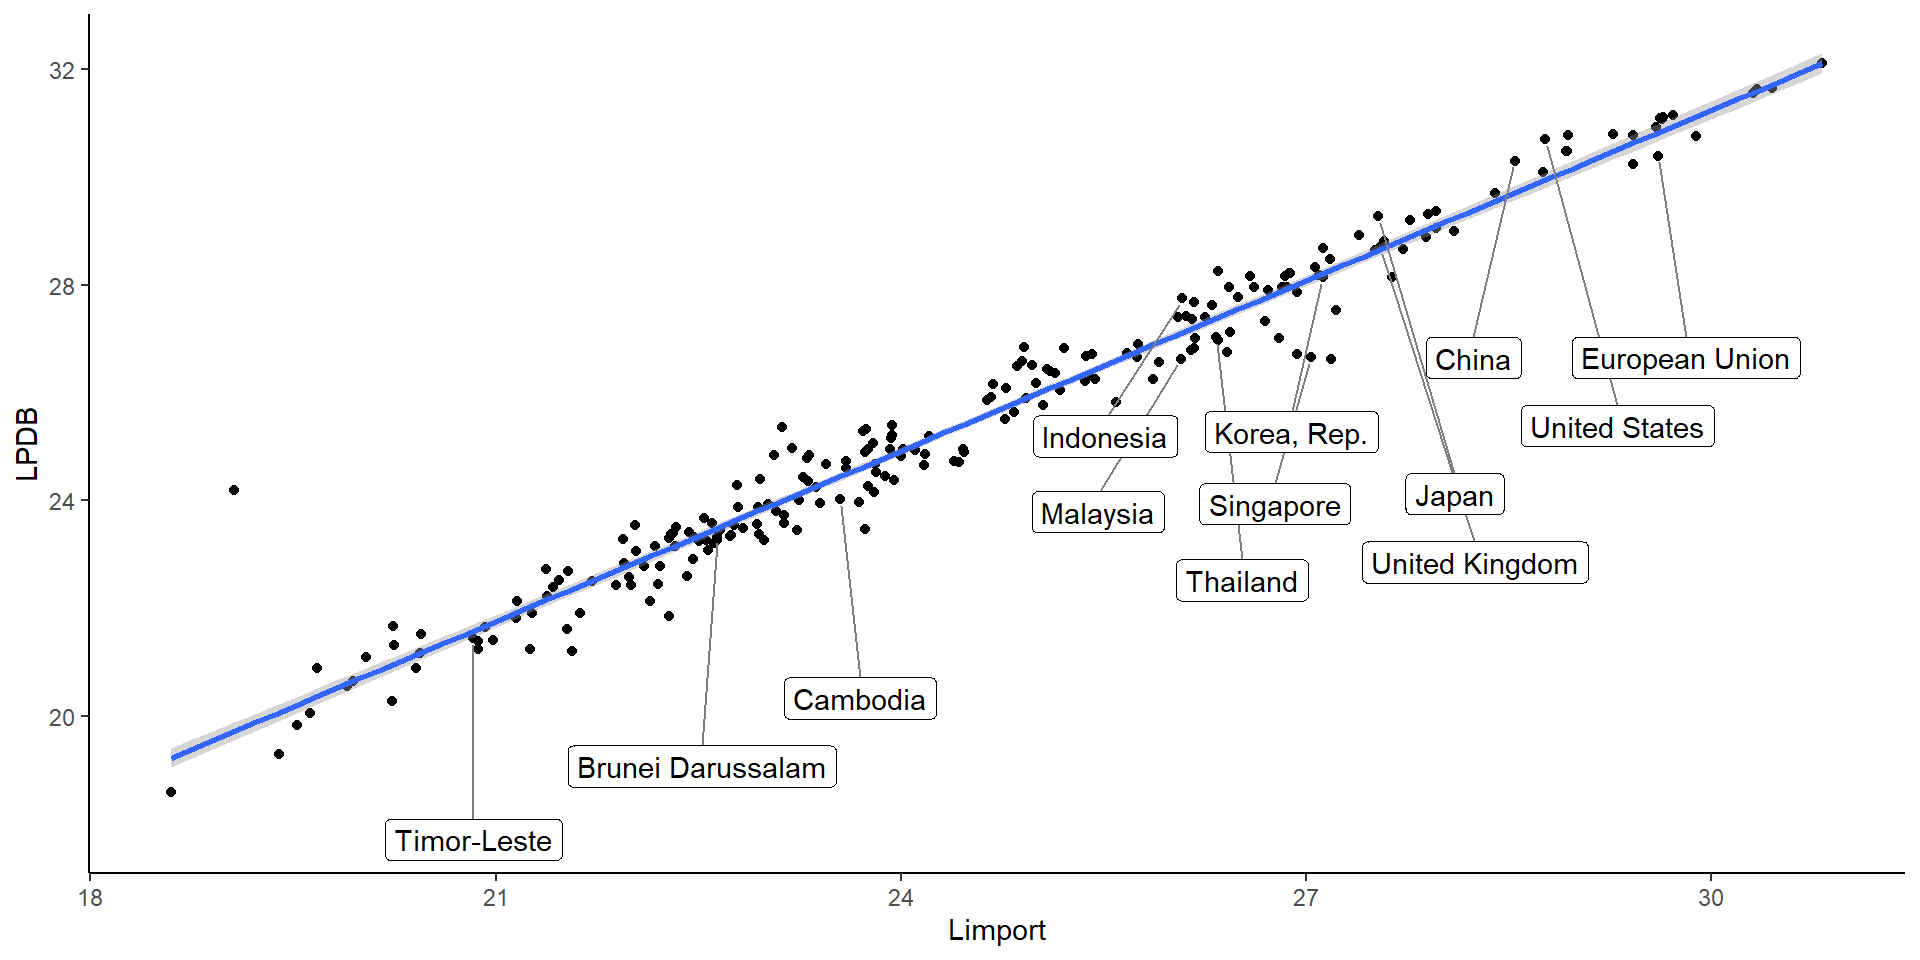 32
28
24
20
LPDB
China
European Union
United States
Indonesia
Korea, Rep.
Malaysia
Singapore
Japan
United Kingdom
Thailand
Cambodia
Brunei Darussalam
Timor-Leste
18
21
24
27
30
Limport